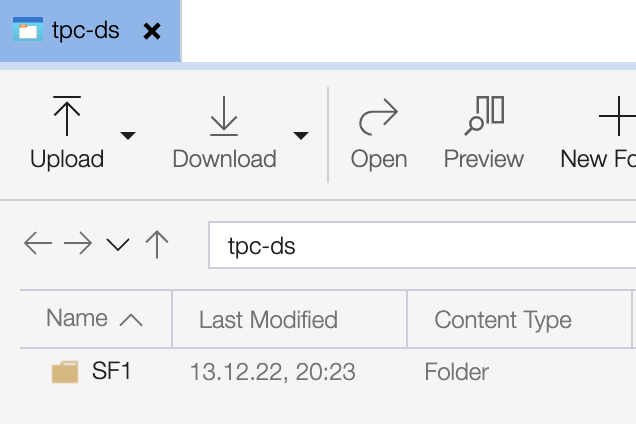 tpc-ds
Upload Download Open Preview New Fo
tpc-ds
Name Last Modified Content Type
SF1 13.12.22, 20:23 Folder